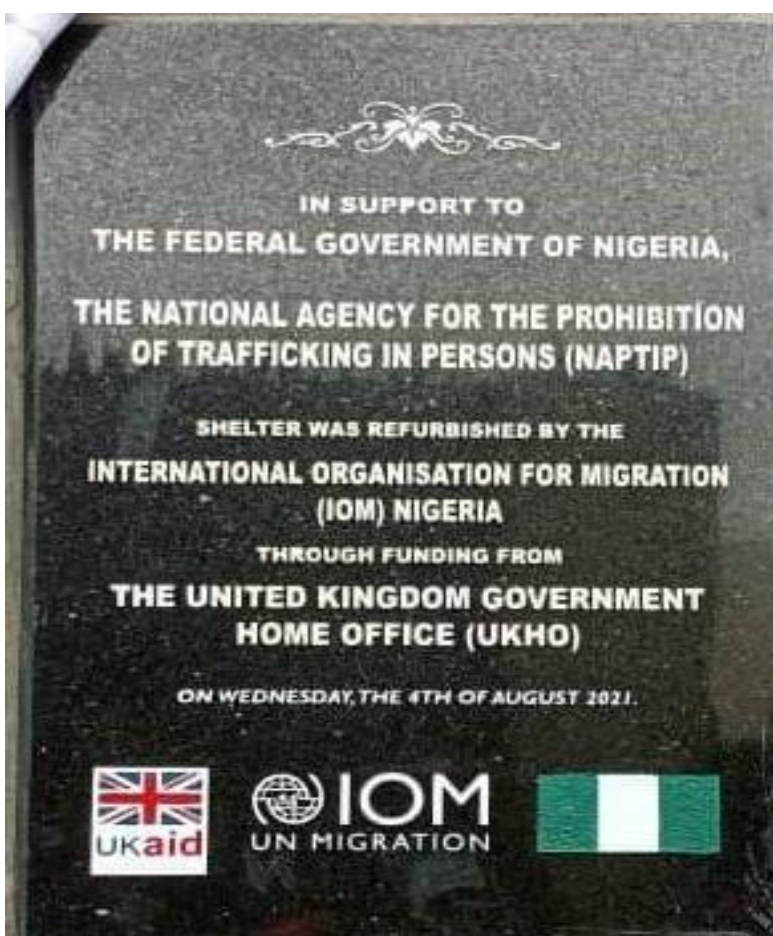 IN SUPPORT TO
THE FEDERAL GOVERNMENT OF NIGERIA,
THE NATIONAL AGENCY FOR THE PROHIBITION
OF TRAFFICKING IN PERSONS (NAPTIP)
SHELTER WAS REFURBISHED BY THE
INTERNATIONAL ORGANISATION FOR MIGRATION
(IOM) NIGERIA
THROUGH FUNDING FROM
THE UNITED KINGDOM GOVERNMENT
HOME OFFICE (UKHO)
ON WEDNESDAY, THE 4TH OF AUGUST 2021.
UKaid
IOM
UN MIGRATION